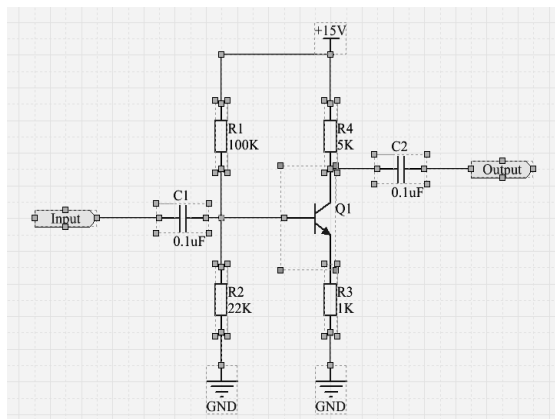 +15V
R1
100K
R4
5K
C2
0.1uF
Output
C1
0.1uF
Input
Q1
R2
22K
R3
1K
GND
GND